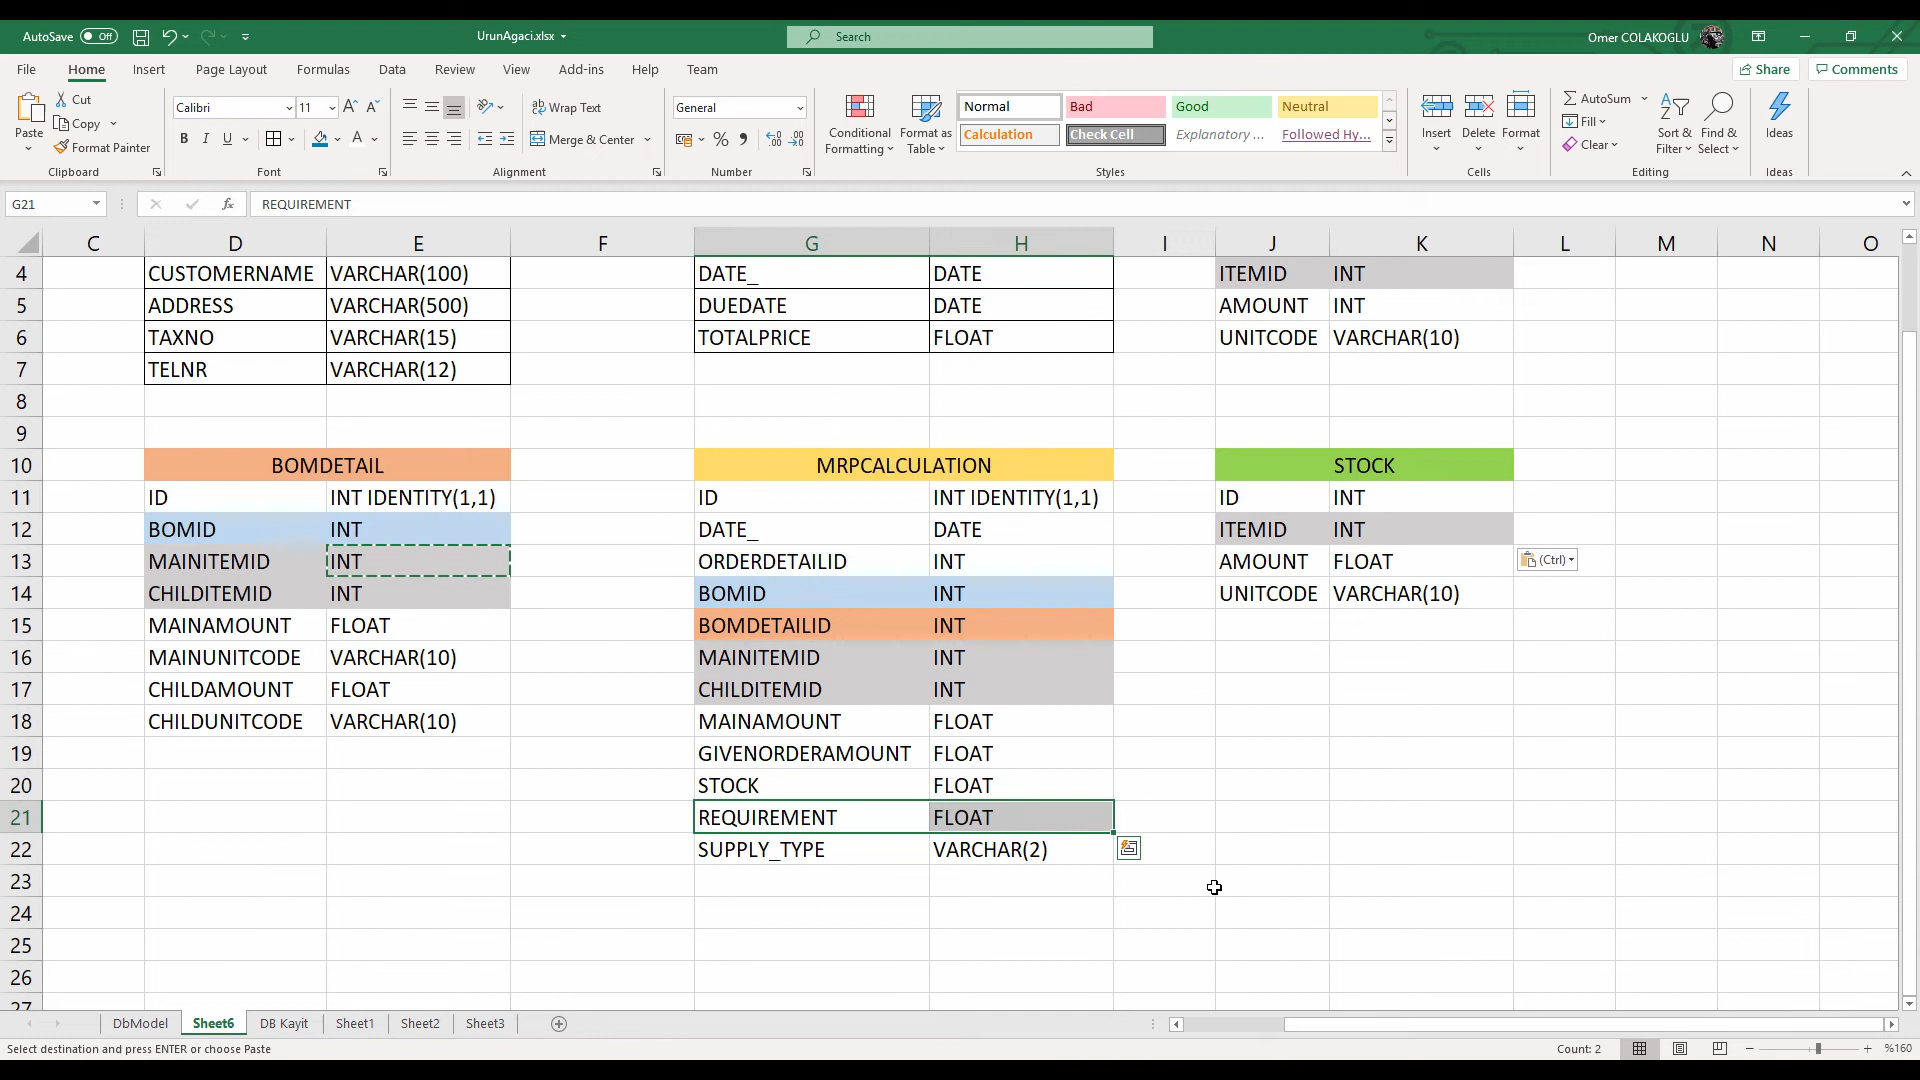 AutoSave Off
UrunAgaci.xlsx
Search
Omer COLAKOGLU
File Home Insert Page Layout Formulas Data Review View Add-ins Help Team
Share Comments
Paste
Cut
Copy
Format Painter
Clipboard
Calibri 11
B I U
Font
Wrap Text
Merge & Center
Alignment
General
Number
Conditional Formatting
Format as Table
Normal Bad Good Neutral
Calculation Check Cell Explanatory ... Followed Hy...
Styles
Insert Delete Format
Cells
AutoSum
Fill
Clear
Sort & Filter
Find & Select
Editing
Ideas
Ideas
G21 fx REQUIREMENT
C D E F G H I J K L M N O
4 CUSTOMERNAME VARCHAR(100) DATE_ DATE ITEMID INT
5 ADDRESS VARCHAR(500) DUEDATE DATE AMOUNT INT
6 TAXNO VARCHAR(15) TOTALPRICE FLOAT UNITCODE VARCHAR(10)
7 TELNR VARCHAR(12)
8
9
10 BOMDETAIL MRPCALCULATION STOCK
11 ID INT IDENTITY(1,1) ID INT IDENTITY(1,1) ID INT
12 BOMID INT DATE_ DATE ITEMID INT
13 MAINITEMID INT ORDERDETAILID INT AMOUNT FLOAT (Ctrl)
14 CHILDITEMID INT BOMID INT UNITCODE VARCHAR(10)
15 MAINAMOUNT FLOAT BOMDETAILID INT
16 MAINUNITCODE VARCHAR(10) MAINITEMID INT
17 CHILDAMOUNT FLOAT CHILDITEMID INT
18 CHILDUNITCODE VARCHAR(10) MAINAMOUNT FLOAT
19 GIVENORDERAMOUNT FLOAT
20 STOCK FLOAT
21 REQUIREMENT FLOAT
22 SUPPLY_TYPE VARCHAR(2)
23
24
25
26
27
DbModel Sheet6 DB Kayit Sheet1 Sheet2 Sheet3
Select destination and press ENTER or choose Paste
Count: 2
%160